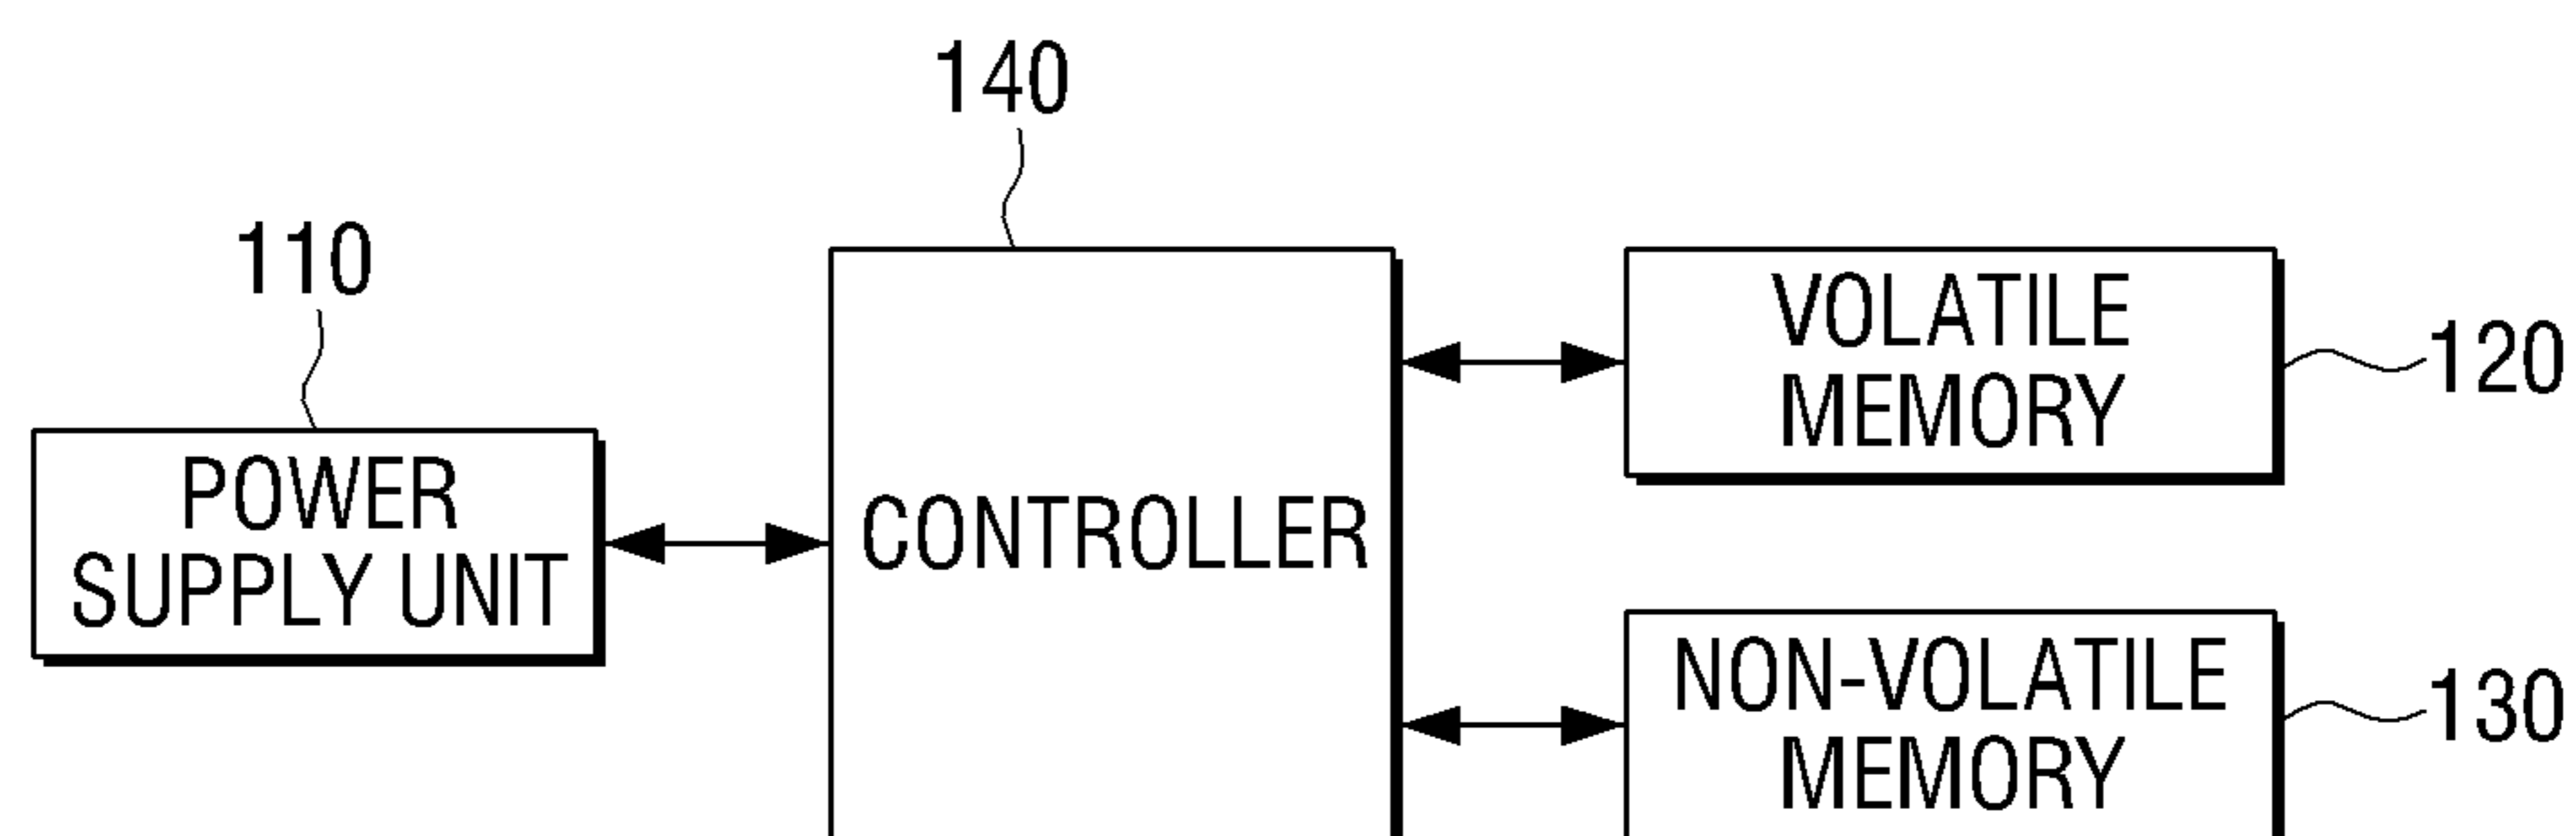 140
110
VOLATILE
MEMORY
120
POWER
SUPPLY UNIT
CONTROLLER
NON-VOLATILE
MEMORY
130